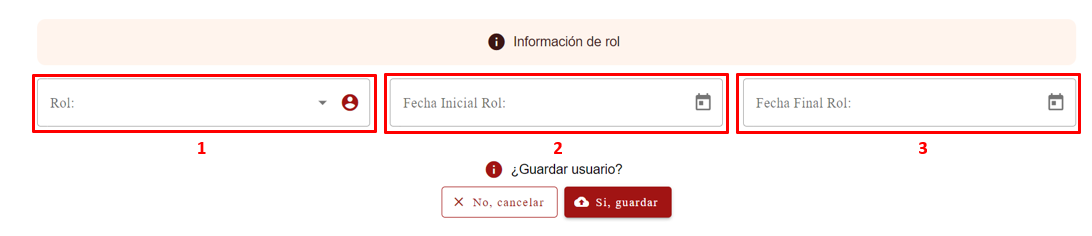 Información de rol
Rol: Fecha Inicial Rol: Fecha Final Rol:
1 2 3
¿Guardar usuario?
No, cancelar Si, guardar